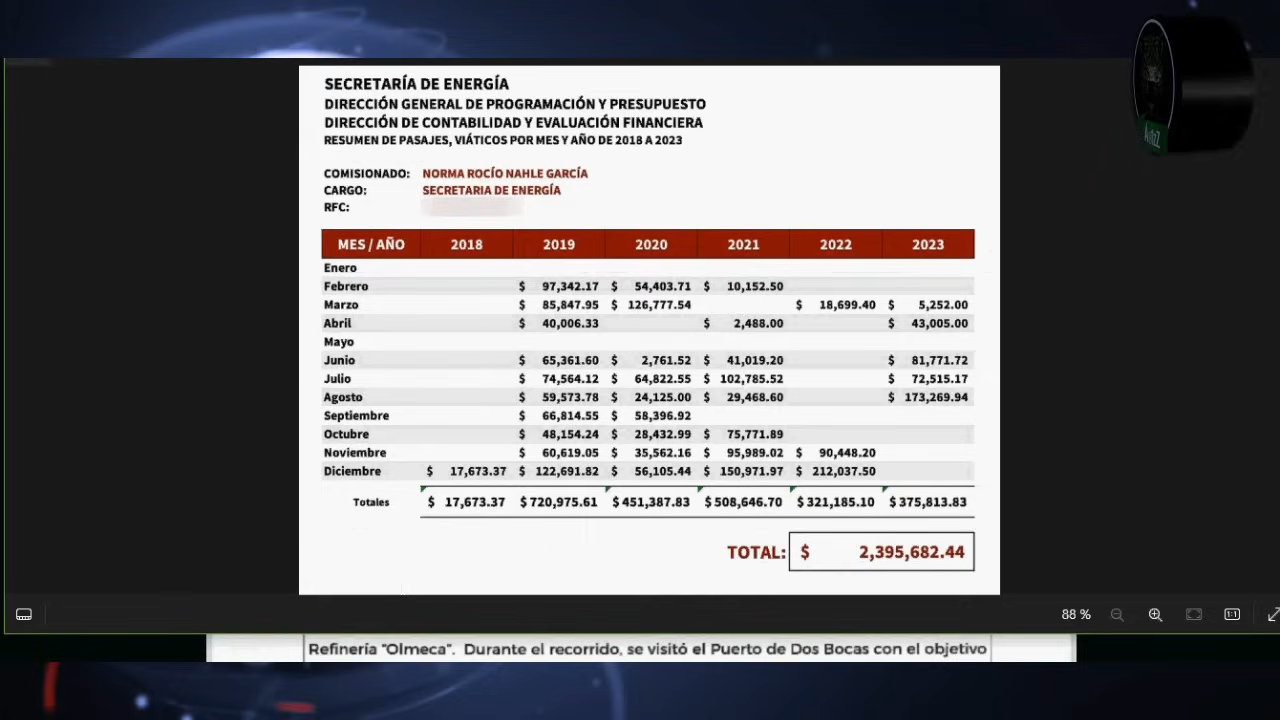 SECRETARÍA DE ENERGÍA
DIRECCIÓN GENERAL DE PROGRAMACIÓN Y PRESUPUESTO
DIRECCIÓN DE CONTABILIDAD Y EVALUACIÓN FINANCIERA
RESUMEN DE PASAJES, VIÁTICOS POR MES Y AÑO DE 2018 A 2023
COMISIONADO: NORMA ROCÍO NAHLE GARCÍA
CARGO: SECRETARIA DE ENERGÍA
RFC:
MES / AÑO 2018 2019 2020 2021 2022 2023
Enero
Febrero $ 97,342.17 $ 54,403.71 $ 10,152.50
Marzo $ 85,847.95 $ 126,777.54 $ 18,699.40 $ 5,252.00
Abril $ 40,006.33 $ 2,488.00 $ 43,005.00
Mayo
Junio $ 65,361.60 $ 2,761.52 $ 41,019.20 $ 81,771.72
Julio $ 74,564.12 $ 64,822.55 $ 102,785.52 $ 72,515.17
Agosto $ 59,573.78 $ 24,125.00 $ 29,468.60 $ 173,269.94
Septiembre $ 66,814.55 $ 58,396.92
Octubre $ 48,154.24 $ 28,432.99 $ 75,771.89
Noviembre $ 60,619.05 $ 35,562.16 $ 95,989.02 $ 90,448.20
Diciembre $ 17,673.37 $ 122,691.82 $ 56,105.44 $ 150,971.97 $ 212,037.50
Totales $ 17,673.37 $ 720,975.61 $ 451,387.83 $ 508,646.70 $ 321,185.10 $ 375,813.83
TOTAL: $ 2,395,682.44
88 %
1:1
Refinería "Olmeca". Durante el recorrido, se visitó el Puerto de Dos Bocas con el objetivo